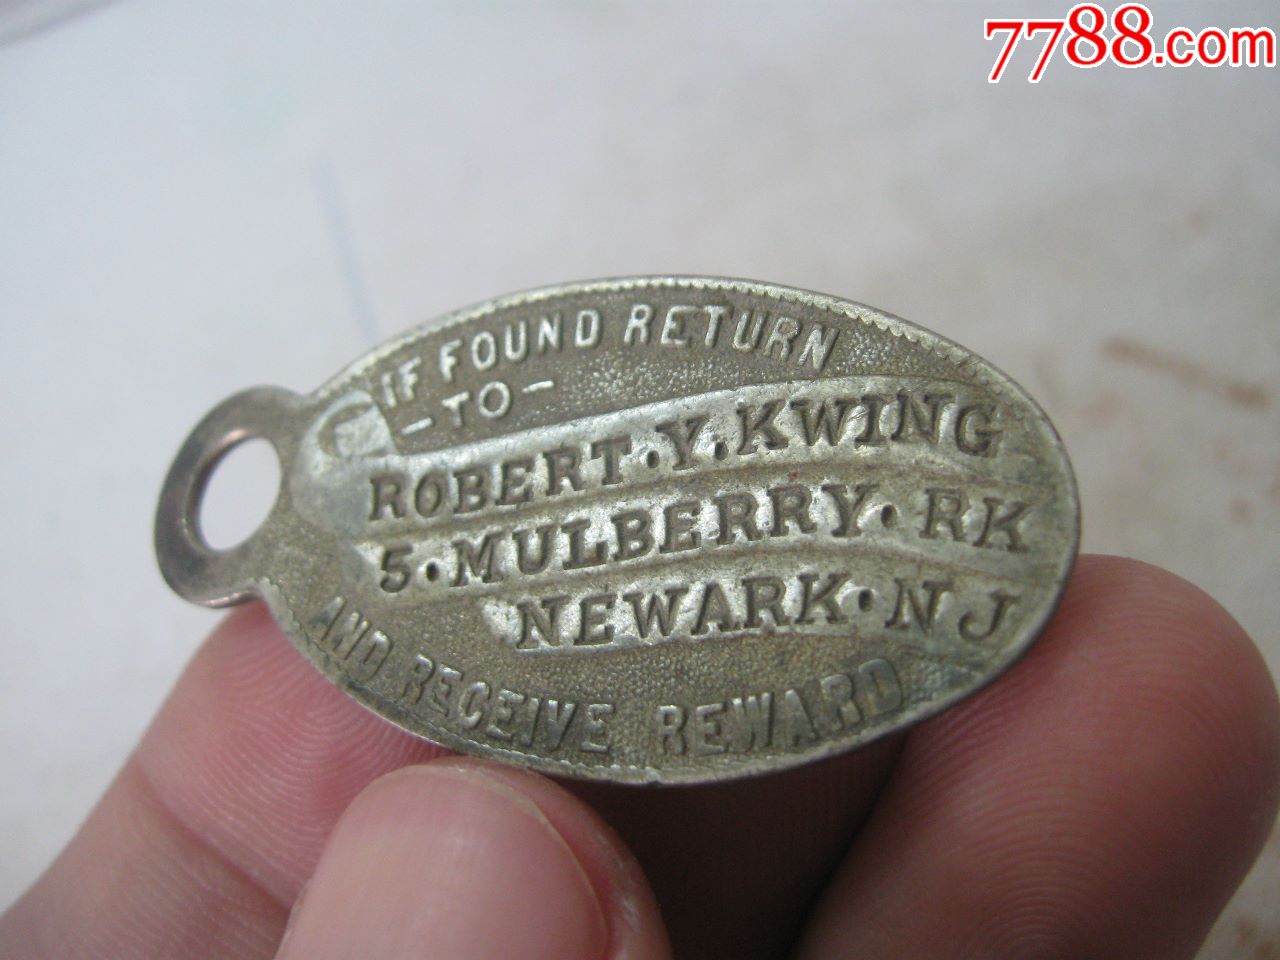 7788.com
IF FOUND RETURN
-TO-
ROBERT·Y·KWING
5·MULBERRY·RK
NEWARK·NJ
AND RECEIVE REWARD